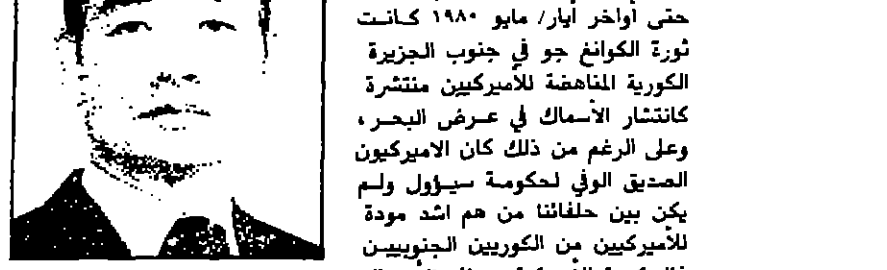 حتى أواخر أيار/ مايو ١٩٨٠ كانت
ثورة الكوانغ جو في جنوب الجزيرة
الكورية المناهضة للأميركيين منتشرة
كانتشار الأسماك في عرض البحر،
وعلى الرغم من ذلك كان الاميركيون
الصديق الوفي لحكومة سيؤول ولم
يكن بين حلفائنا من هم اشد مودة
للأميركيين من الكوريين الجنوبيين